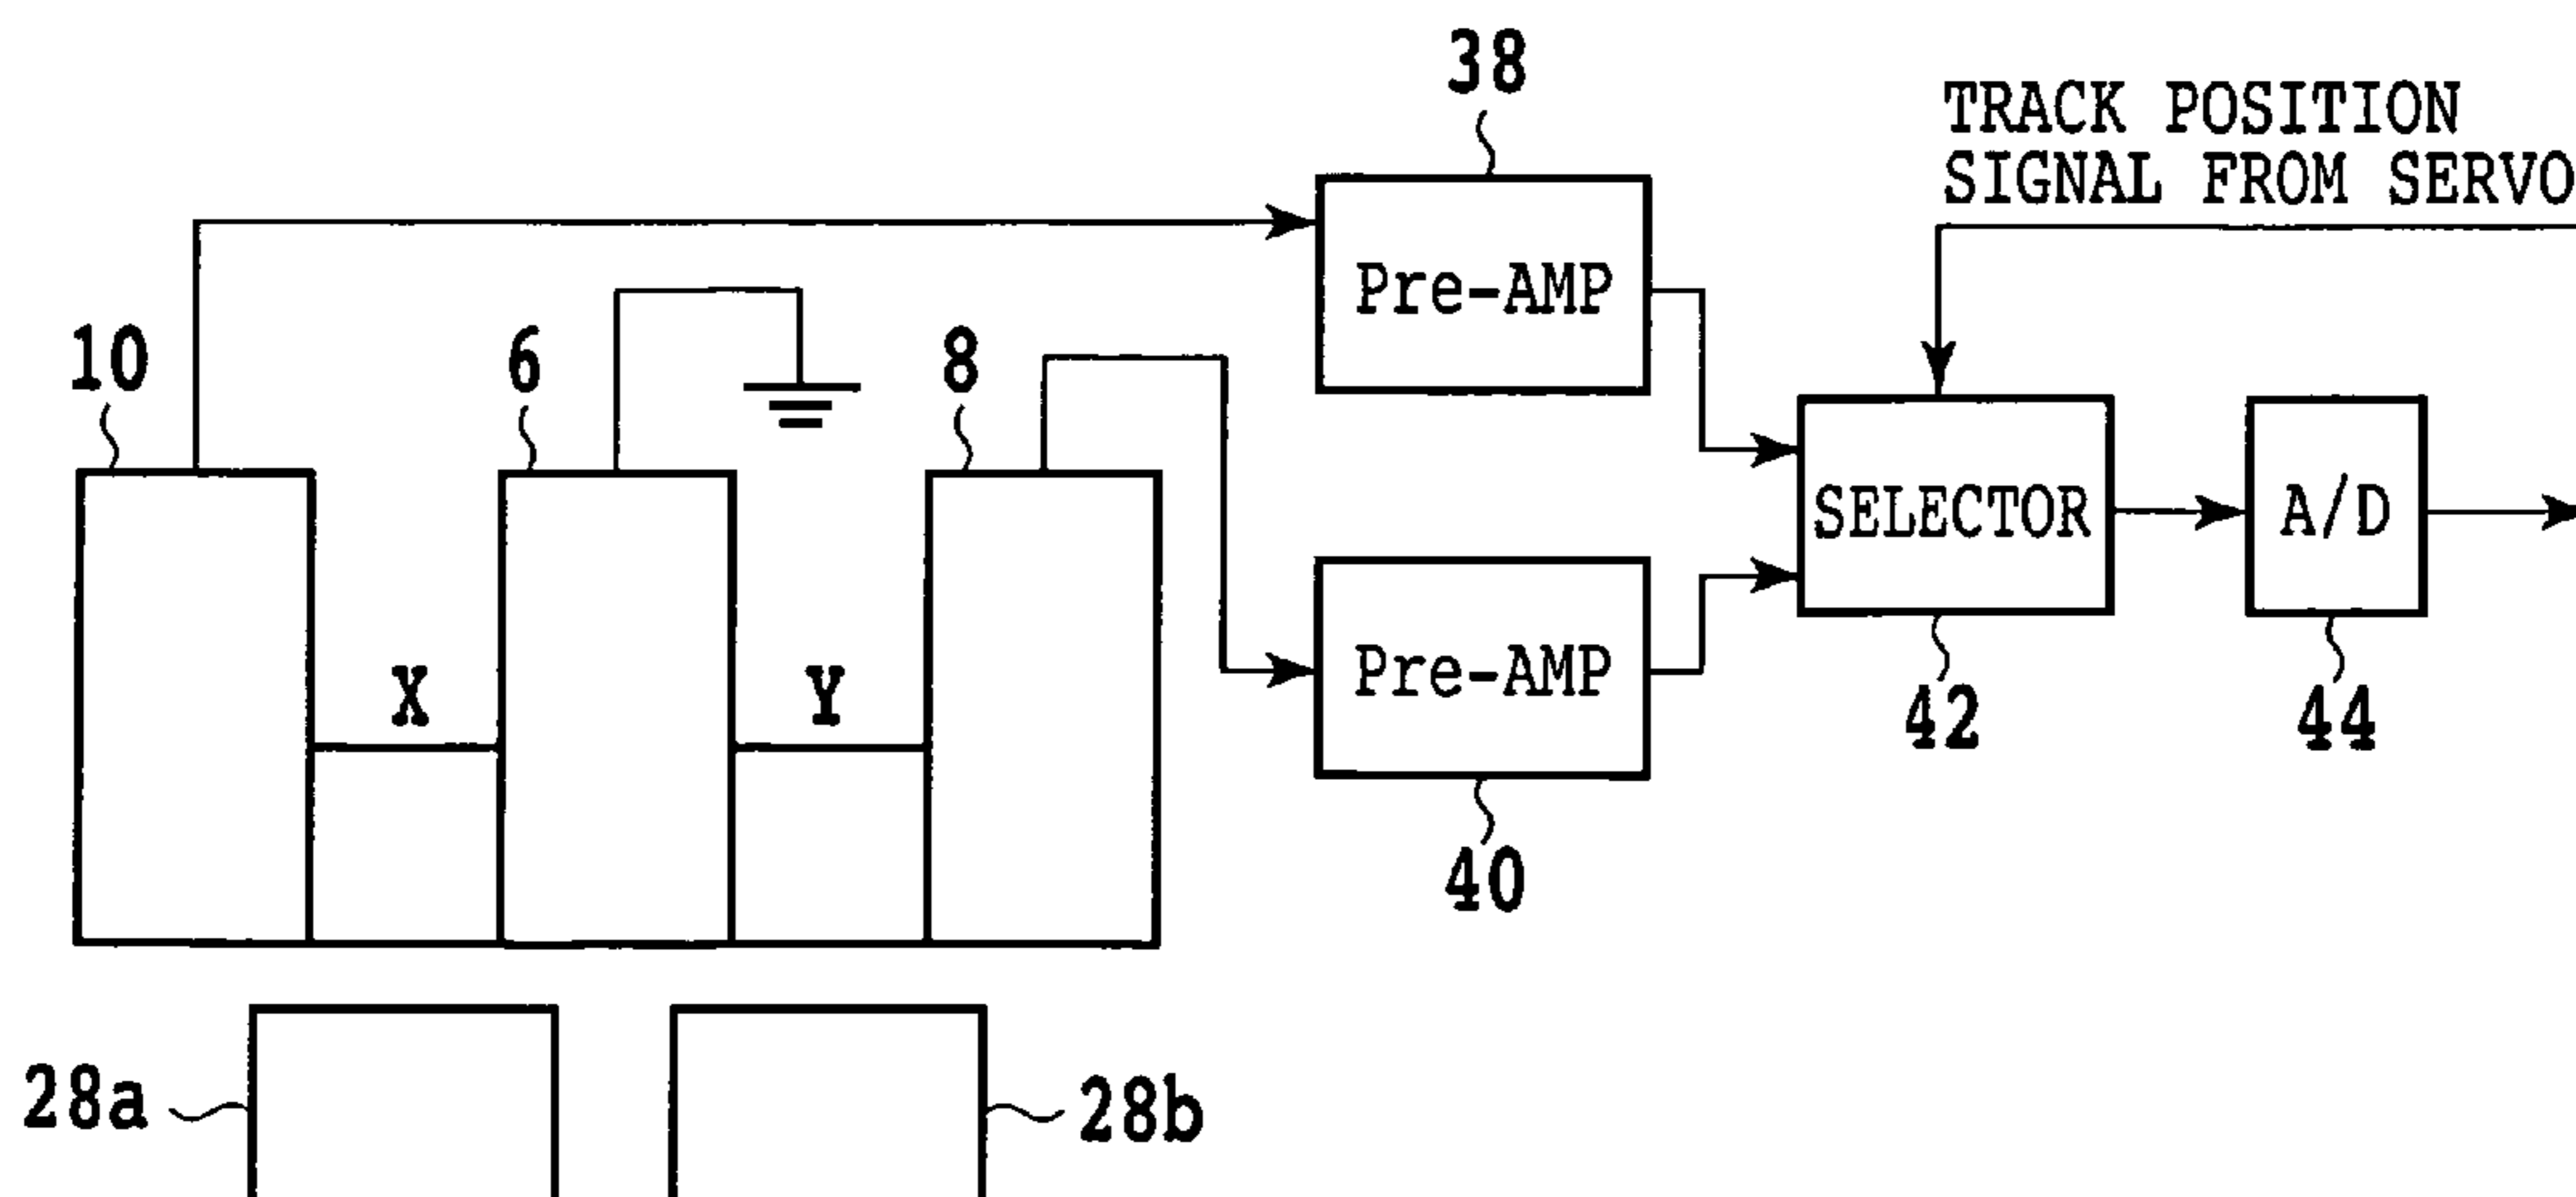 38
TRACK POSITION
SIGNAL FROM SERVO
Pre-AMP
10
6
8
SELECTOR
A/D
X
Y
Pre-AMP
42
44
40
28a
28b